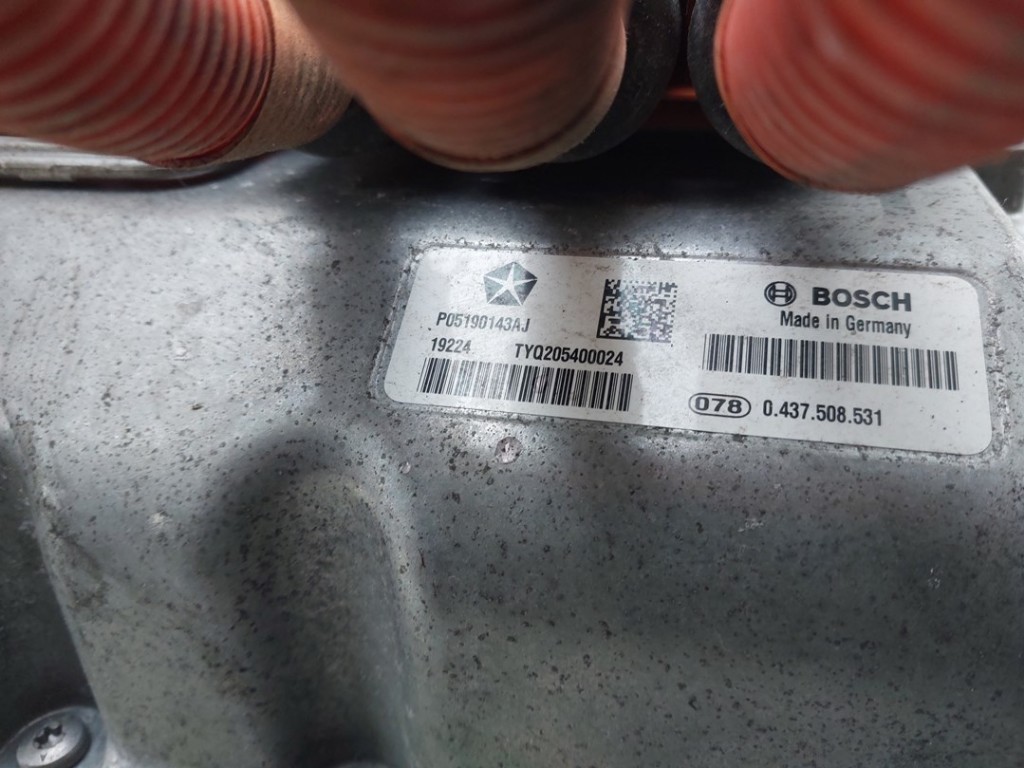 P05190143AJ
19224 TYQ205400024
BOSCH
Made in Germany
078 0.437.508.531